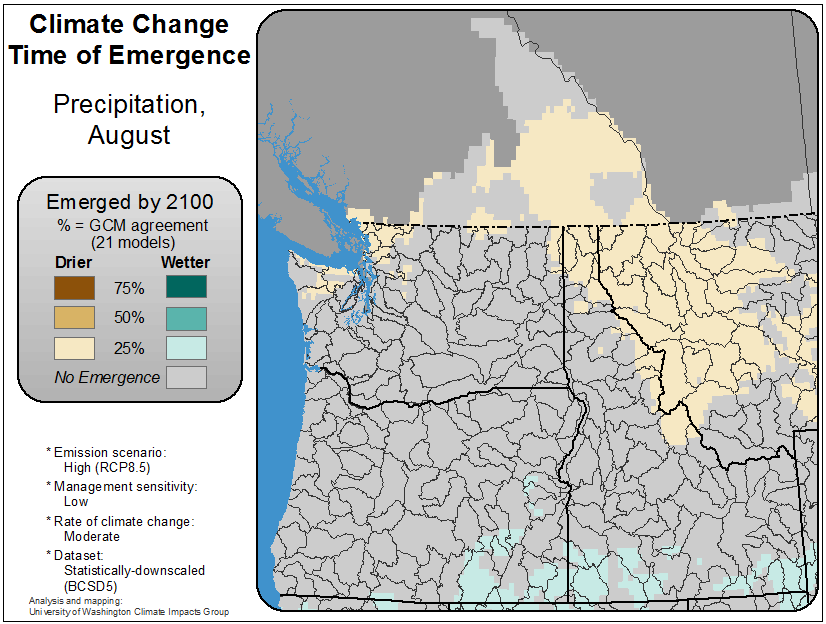 Climate Change
Time of Emergence
Precipitation,
August
Emerged by 2100
% = GCM agreement
(21 models)
Drier Wetter
75%
50%
25%
No Emergence
* Emission scenario:
High (RCP8.5)
* Management sensitivity:
Low
* Rate of climate change:
Moderate
* Dataset:
Statistically-downscaled
(BCSD5)
Analysis and mapping:
University of Washington Climate Impacts Group